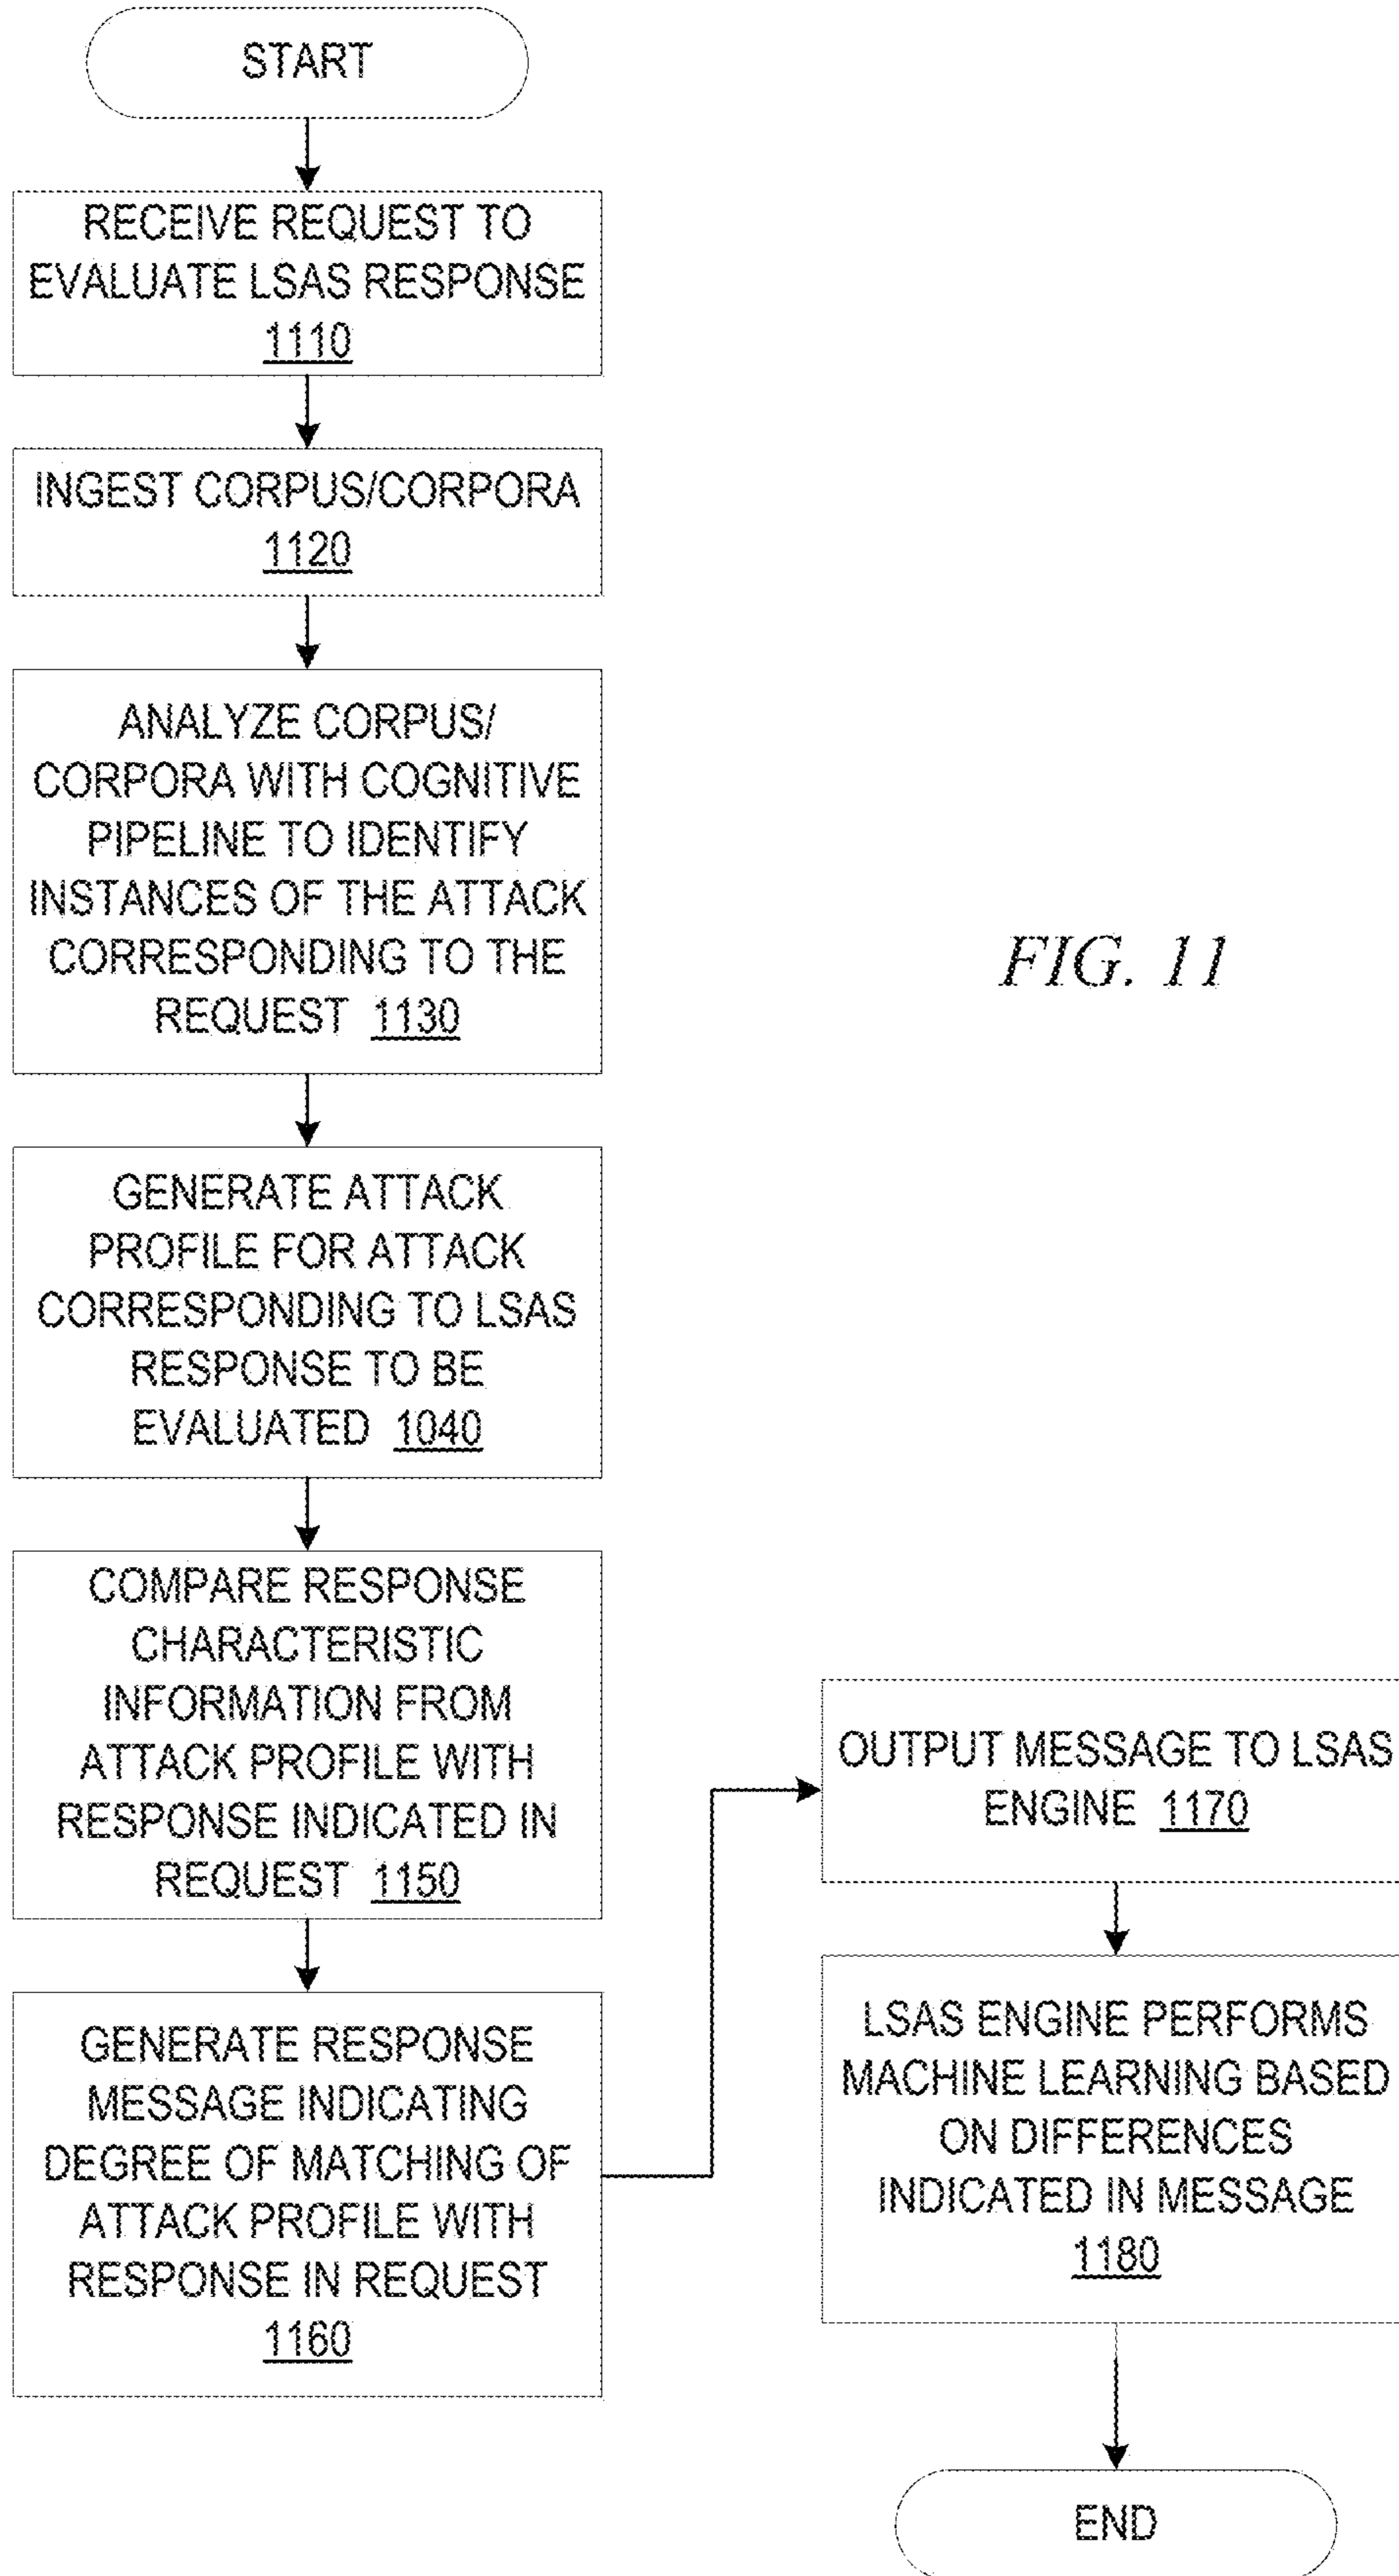 START
RECEIVE REQUEST TO
EVALUATE LSAS RESPONSE
1110
INGEST CORPUS/CORPORA
1120
ANALYZE CORPUS/
CORPORA WITH COGNITIVE
PIPELINE TO IDENTIFY
INSTANCES OF THE ATTACK
CORRESPONDING TO THE
REQUEST 1130
GENERATE ATTACK
PROFILE FOR ATTACK
CORRESPONDING TO LSAS
RESPONSE TO BE
EVALUATED 1040
COMPARE RESPONSE
CHARACTERISTIC
INFORMATION FROM
ATTACK PROFILE WITH
RESPONSE INDICATED IN
REQUEST 1150
GENERATE RESPONSE
MESSAGE INDICATING
DEGREE OF MATCHING OF
ATTACK PROFILE WITH
RESPONSE IN REQUEST
1160
OUTPUT MESSAGE TO LSAS
ENGINE 1170
LSAS ENGINE PERFORMS
MACHINE LEARNING BASED
ON DIFFERENCES
INDICATED IN MESSAGE
1180
END
FIG. 11